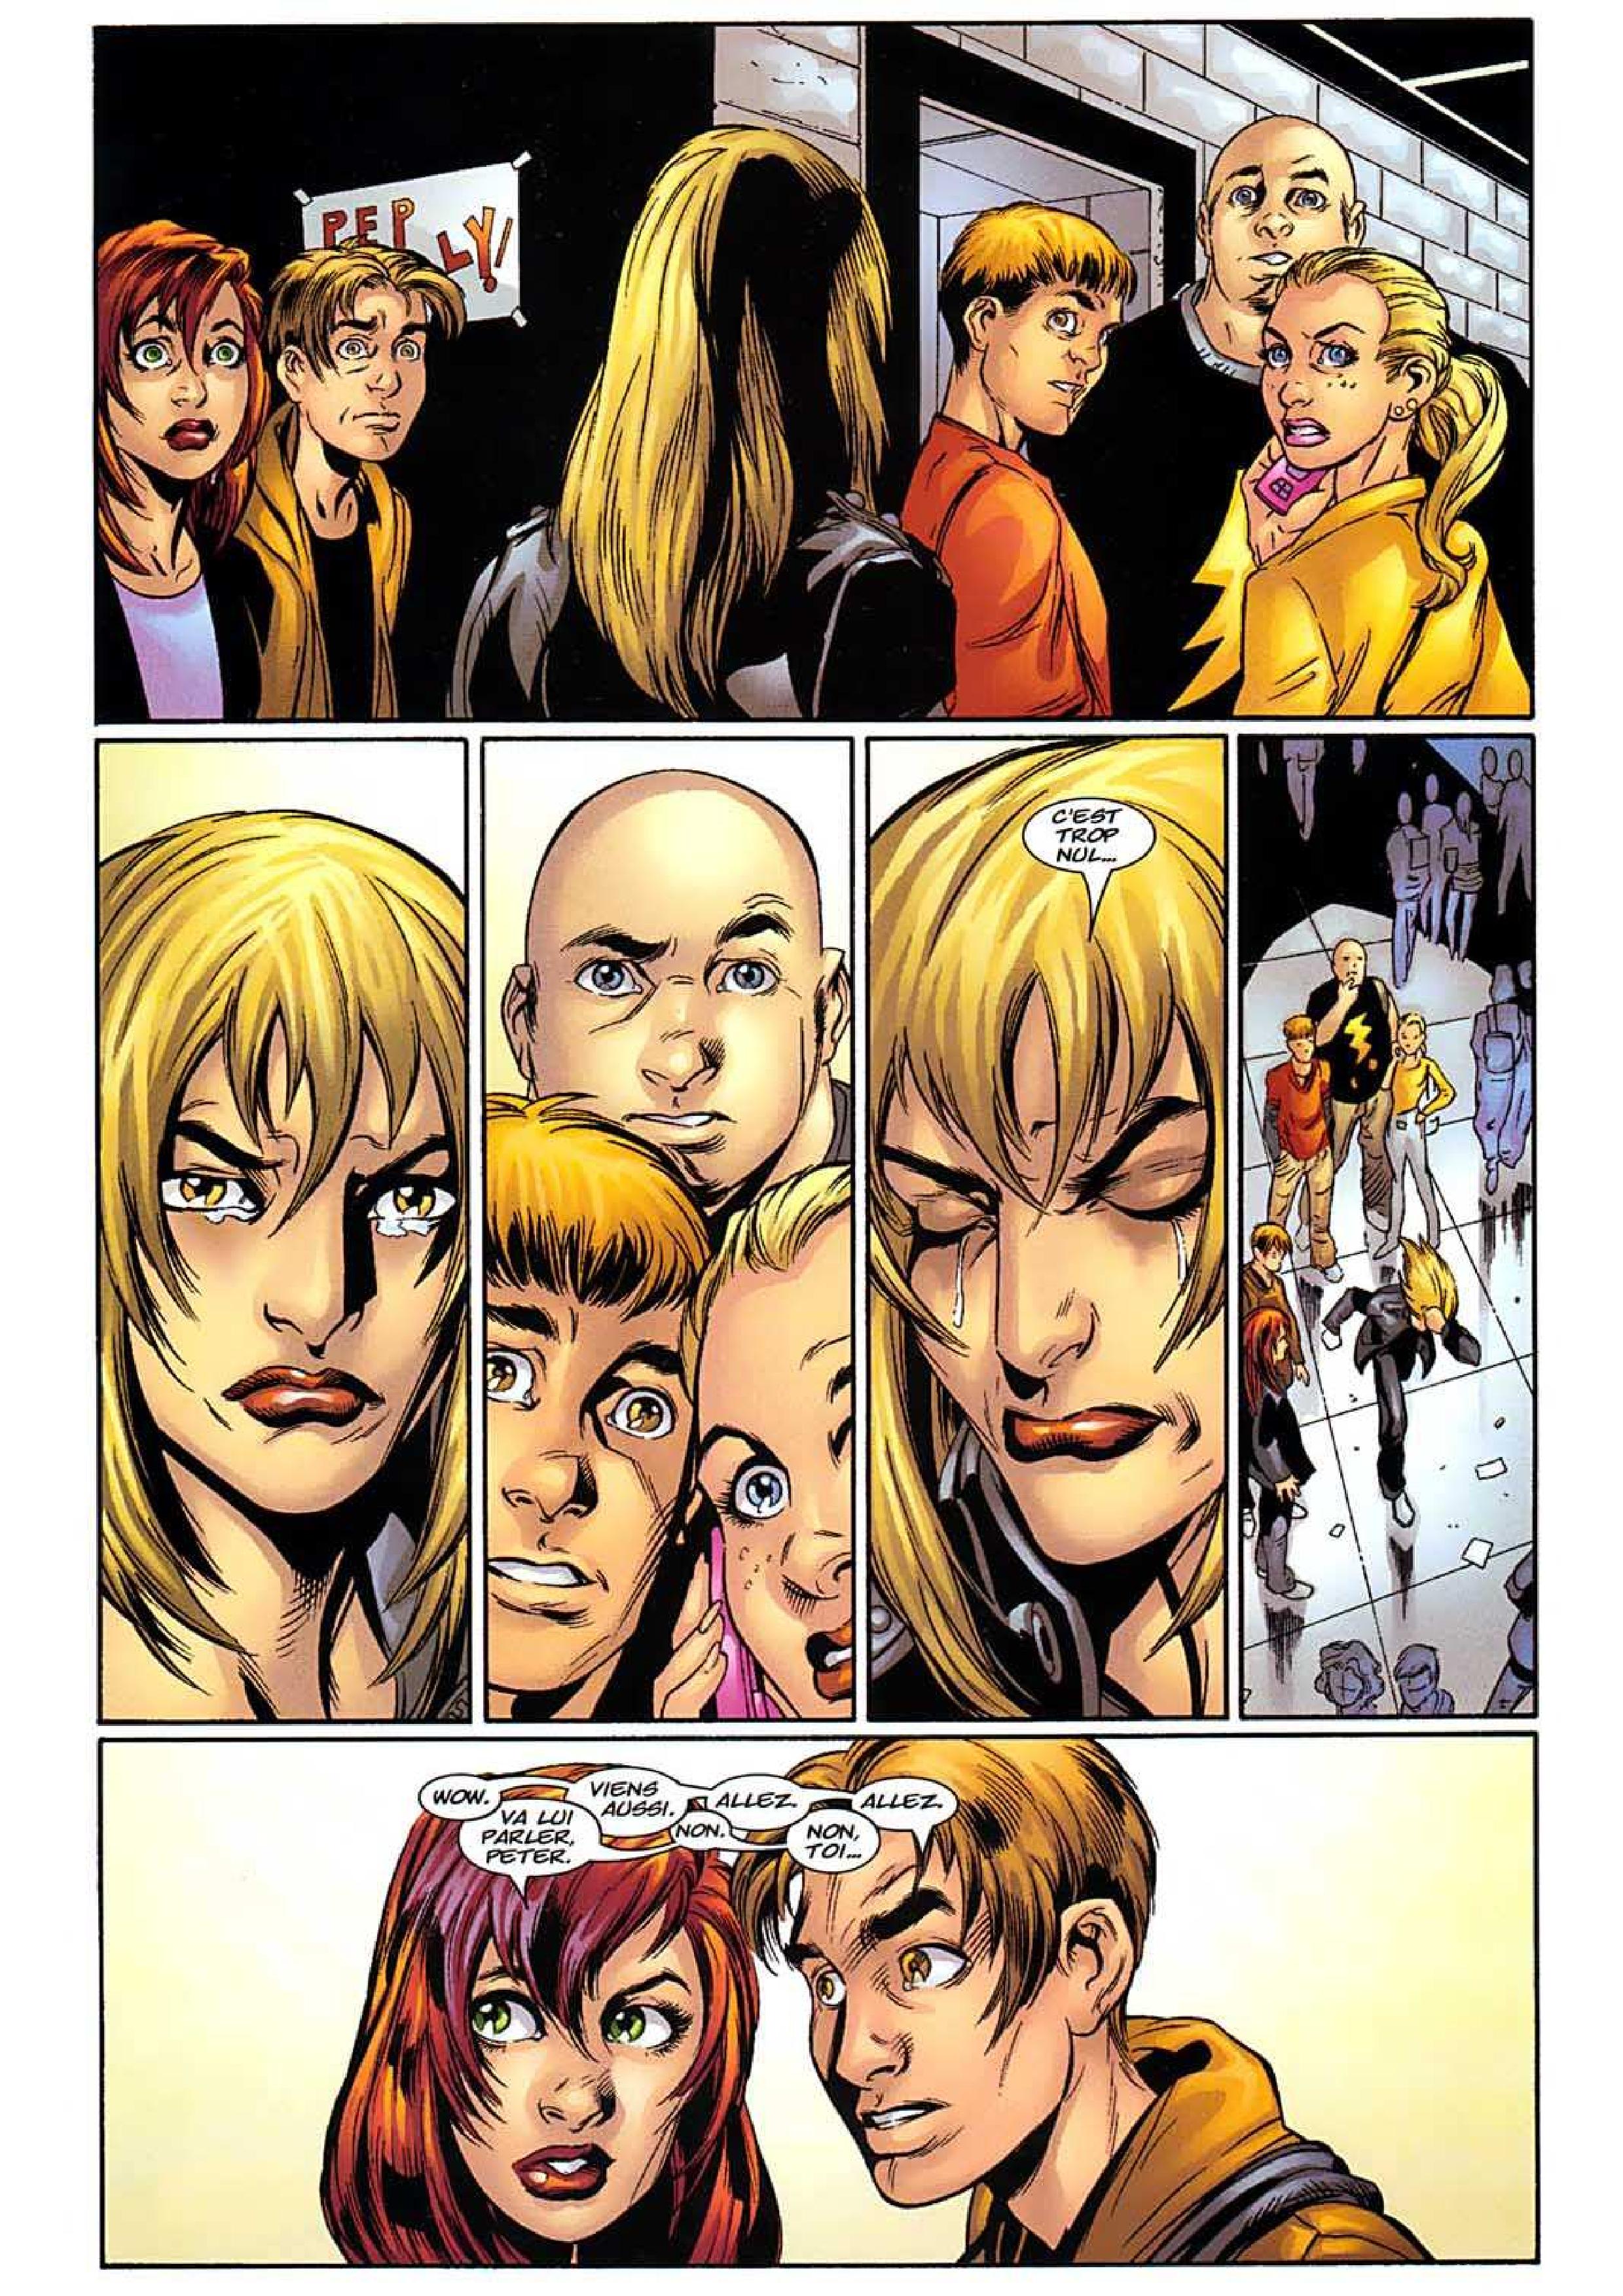 PEP
LY!
C'EST
TROP
NUL...
WOW.
VA LUI
PARLER,
PETER.
VIENS
AUSSI.
NON.
ALLEZ.
NON,
TOI...
ALLEZ.